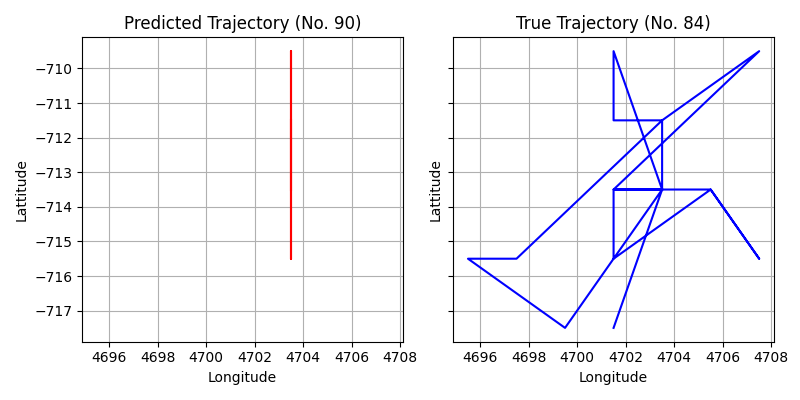 Predicted Trajectory (No. 90)
True Trajectory (No. 84)
Lattitude
−710
−711
−712
−713
−714
−715
−716
−717
4696 4698 4700 4702 4704 4706 4708
Longitude
Lattitude
4696 4698 4700 4702 4704 4706 4708
Longitude